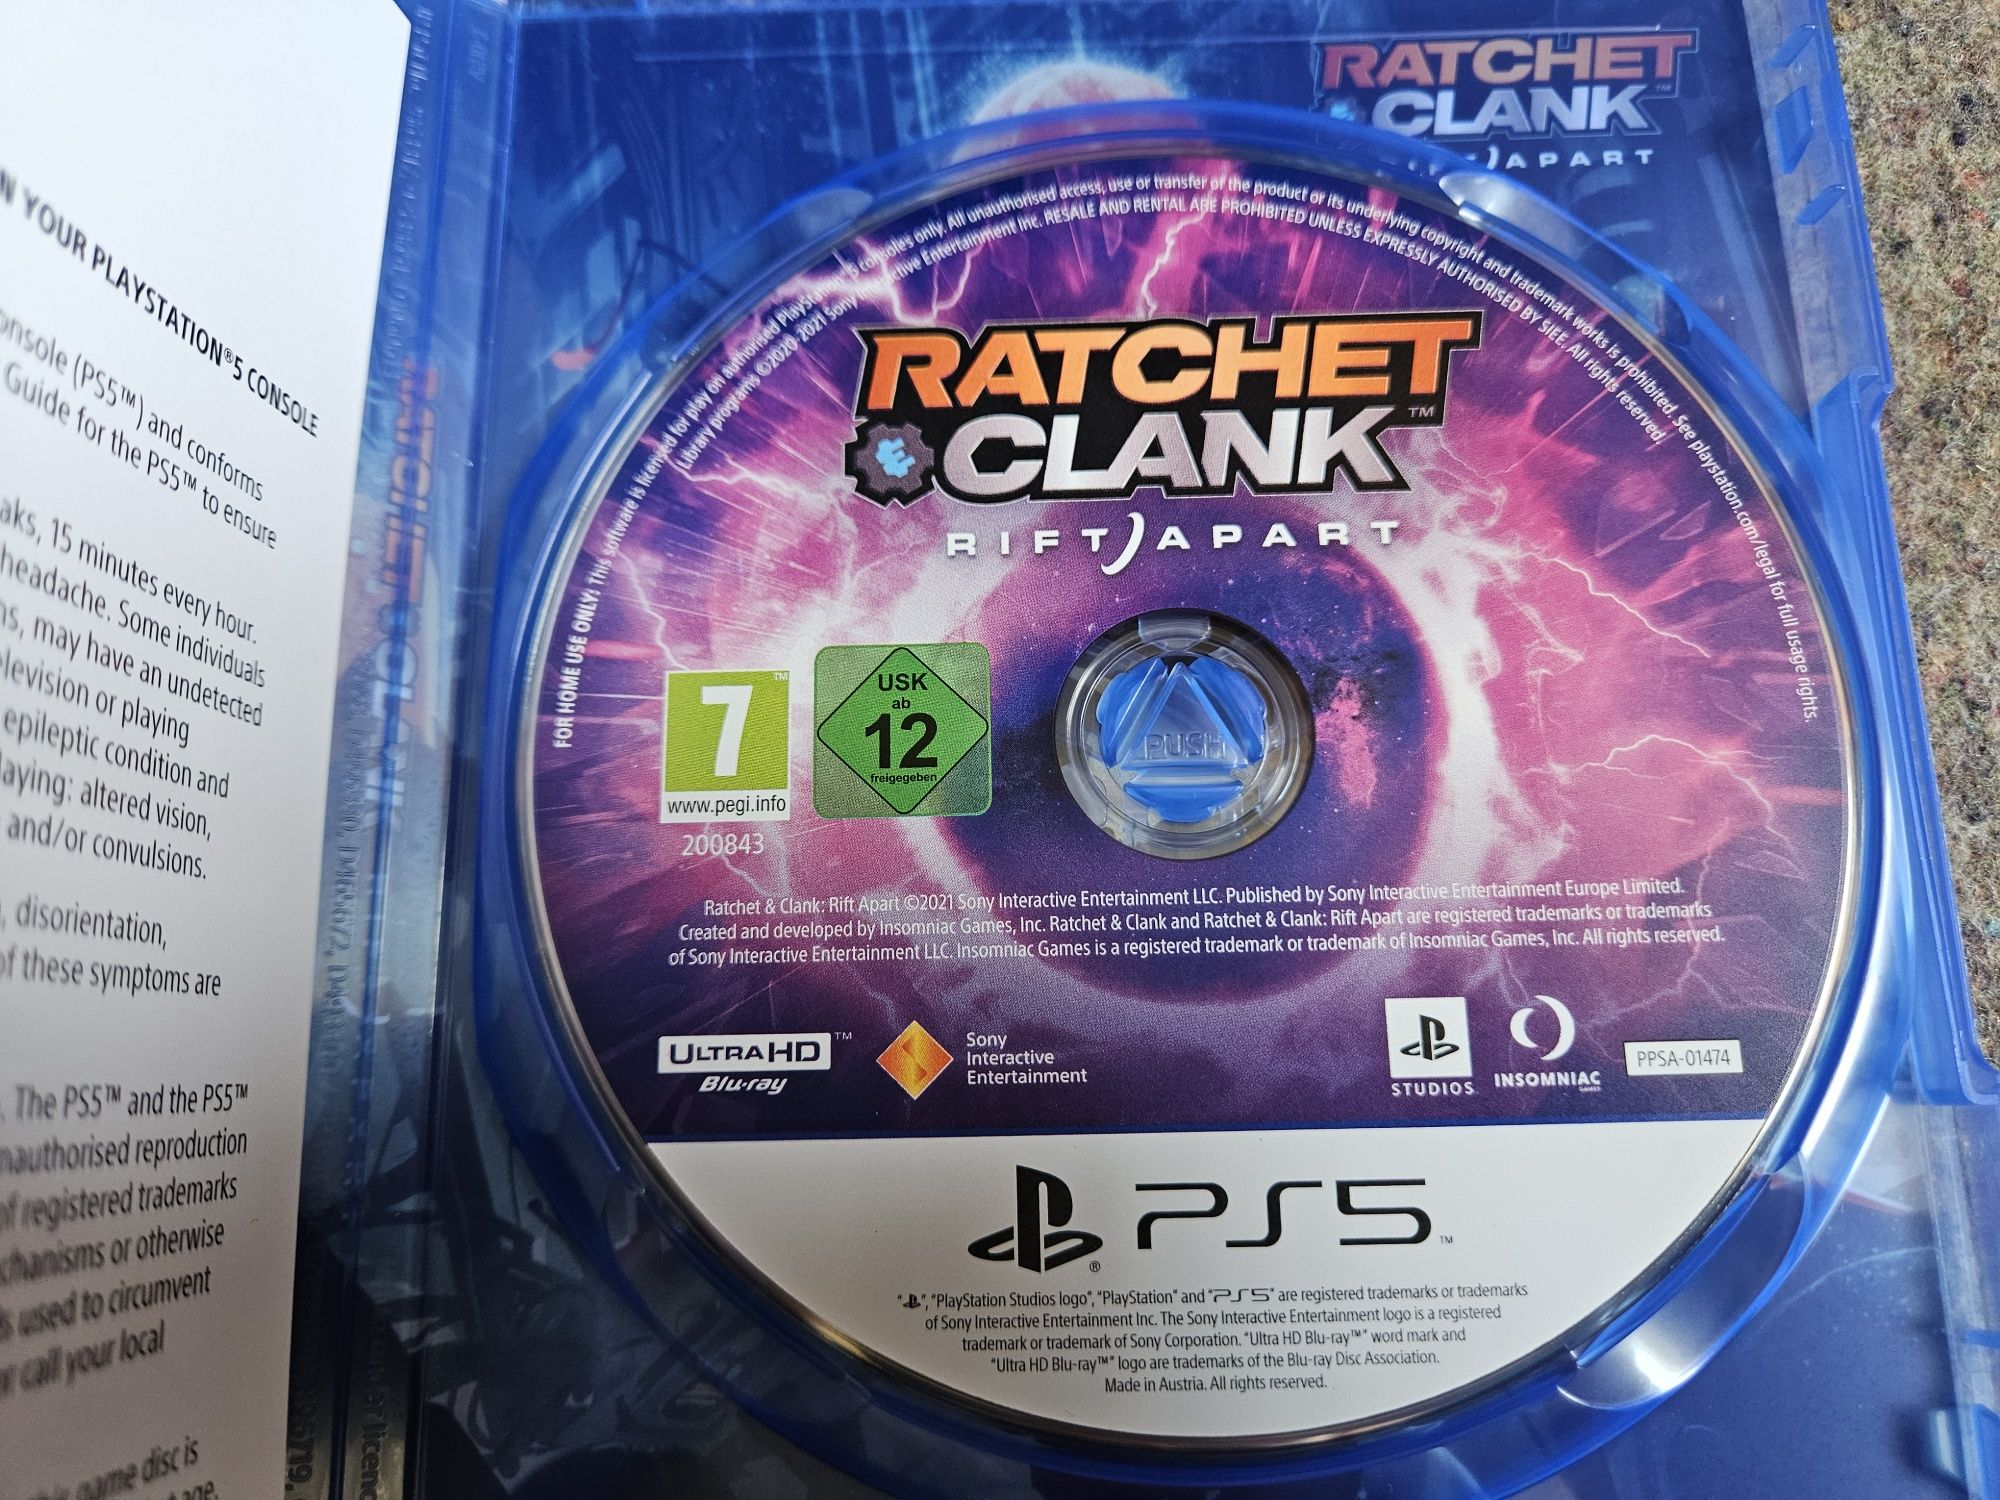 N YOUR PLAYSTATION®5 CONSOLE
onsole (PS5™) and conforms
Guide for the PS5™ to ensure
aks, 15 minutes every hour.
headache. Some individuals
ns, may have an undetected
elevision or playing
epileptic condition and
laying: altered vision,
and/or convulsions.
, disorientation,
of these symptoms are
. The PS5™ and the PS5™
nauthorised reproduction
of registered trademarks
chanisms or otherwise
s used to circumvent
r call your local
game disc is
RATCHET
CLANK™
APART
FOR HOME USE ONLY! This software is licensed for play on authorised PlayStation 5 consoles only. All unauthorised access, use or transfer of the product or its underlying copyright and trademark works is prohibited. See playstation.com/legal for full usage rights.
Library programs ©2020-2021 Sony Interactive Entertainment Inc. RESALE AND RENTAL ARE PROHIBITED UNLESS EXPRESSLY AUTHORISED BY SIEE. All rights reserved.
RATCHET
CLANK™
RIFT APART
7™
www.pegi.info
200843
USK
ab
12
freigegeben
PUSH
Ratchet & Clank: Rift Apart ©2021 Sony Interactive Entertainment LLC. Published by Sony Interactive Entertainment Europe Limited.
Created and developed by Insomniac Games, Inc. Ratchet & Clank and Ratchet & Clank: Rift Apart are registered trademarks or trademarks
of Sony Interactive Entertainment LLC. Insomniac Games is a registered trademark or trademark of Insomniac Games, Inc. All rights reserved.
ULTRA HD™
Blu-ray
Sony
Interactive
Entertainment
STUDIOS
INSOMNIAC
GAMES
PPSA-01474
PS5™
®
"", "PlayStation Studios logo", "PlayStation" and "PS5" are registered trademarks or trademarks
of Sony Interactive Entertainment Inc. The Sony Interactive Entertainment logo is a registered
trademark or trademark of Sony Corporation. "Ultra HD Blu-ray™" word mark and
"Ultra HD Blu-ray™" logo are trademarks of the Blu-ray Disc Association.
Made in Austria. All rights reserved.